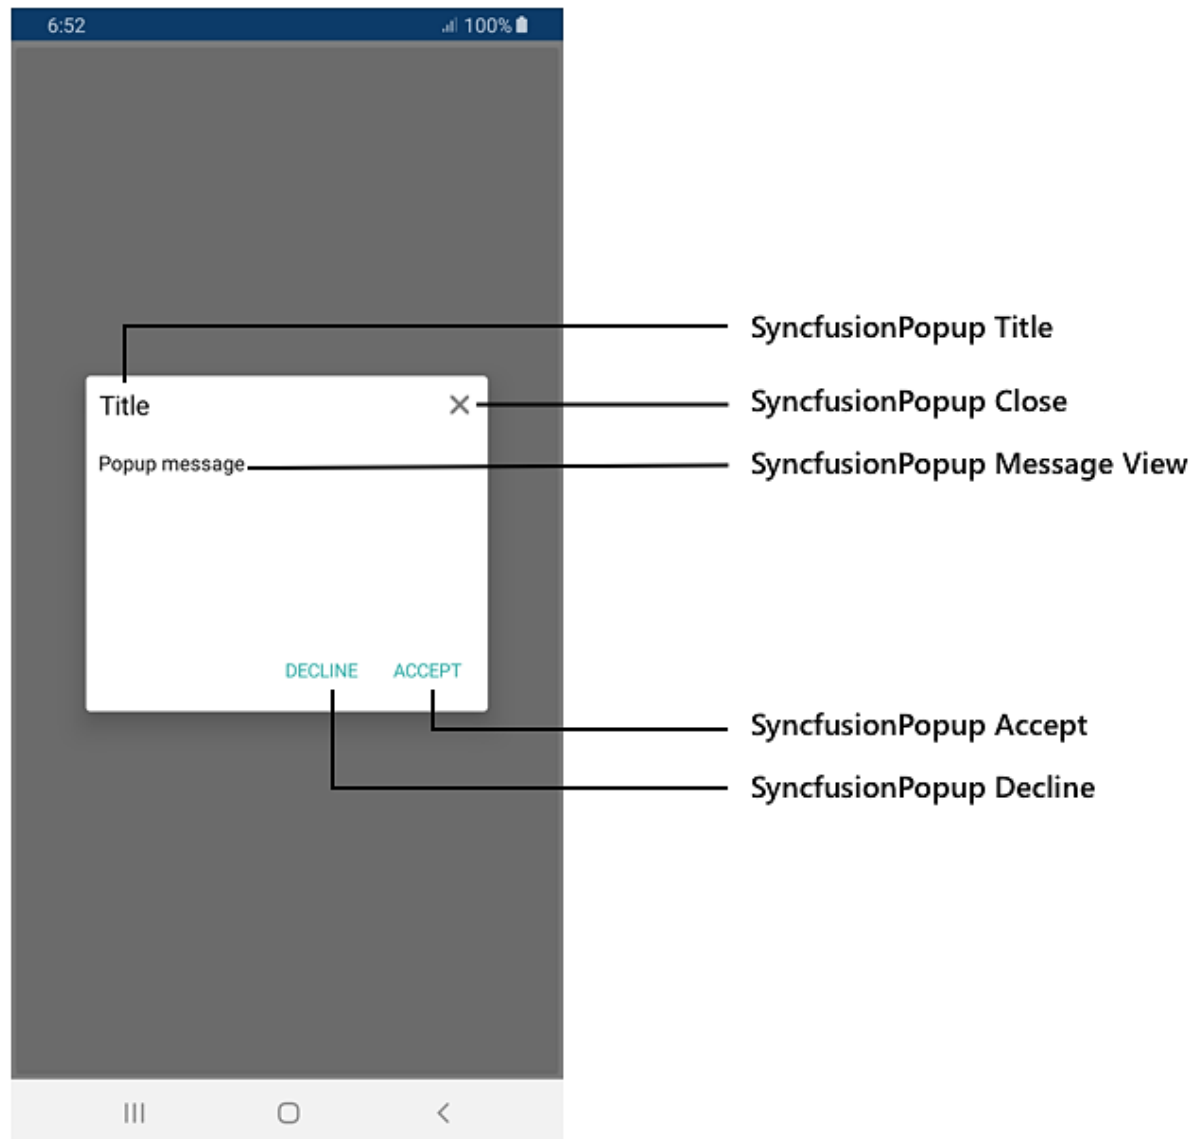 6:52
100%
SyncfusionPopup Title
Title
SyncfusionPopup Close
Popup message
SyncfusionPopup Message View
DECLINE ACCEPT
SyncfusionPopup Accept
SyncfusionPopup Decline